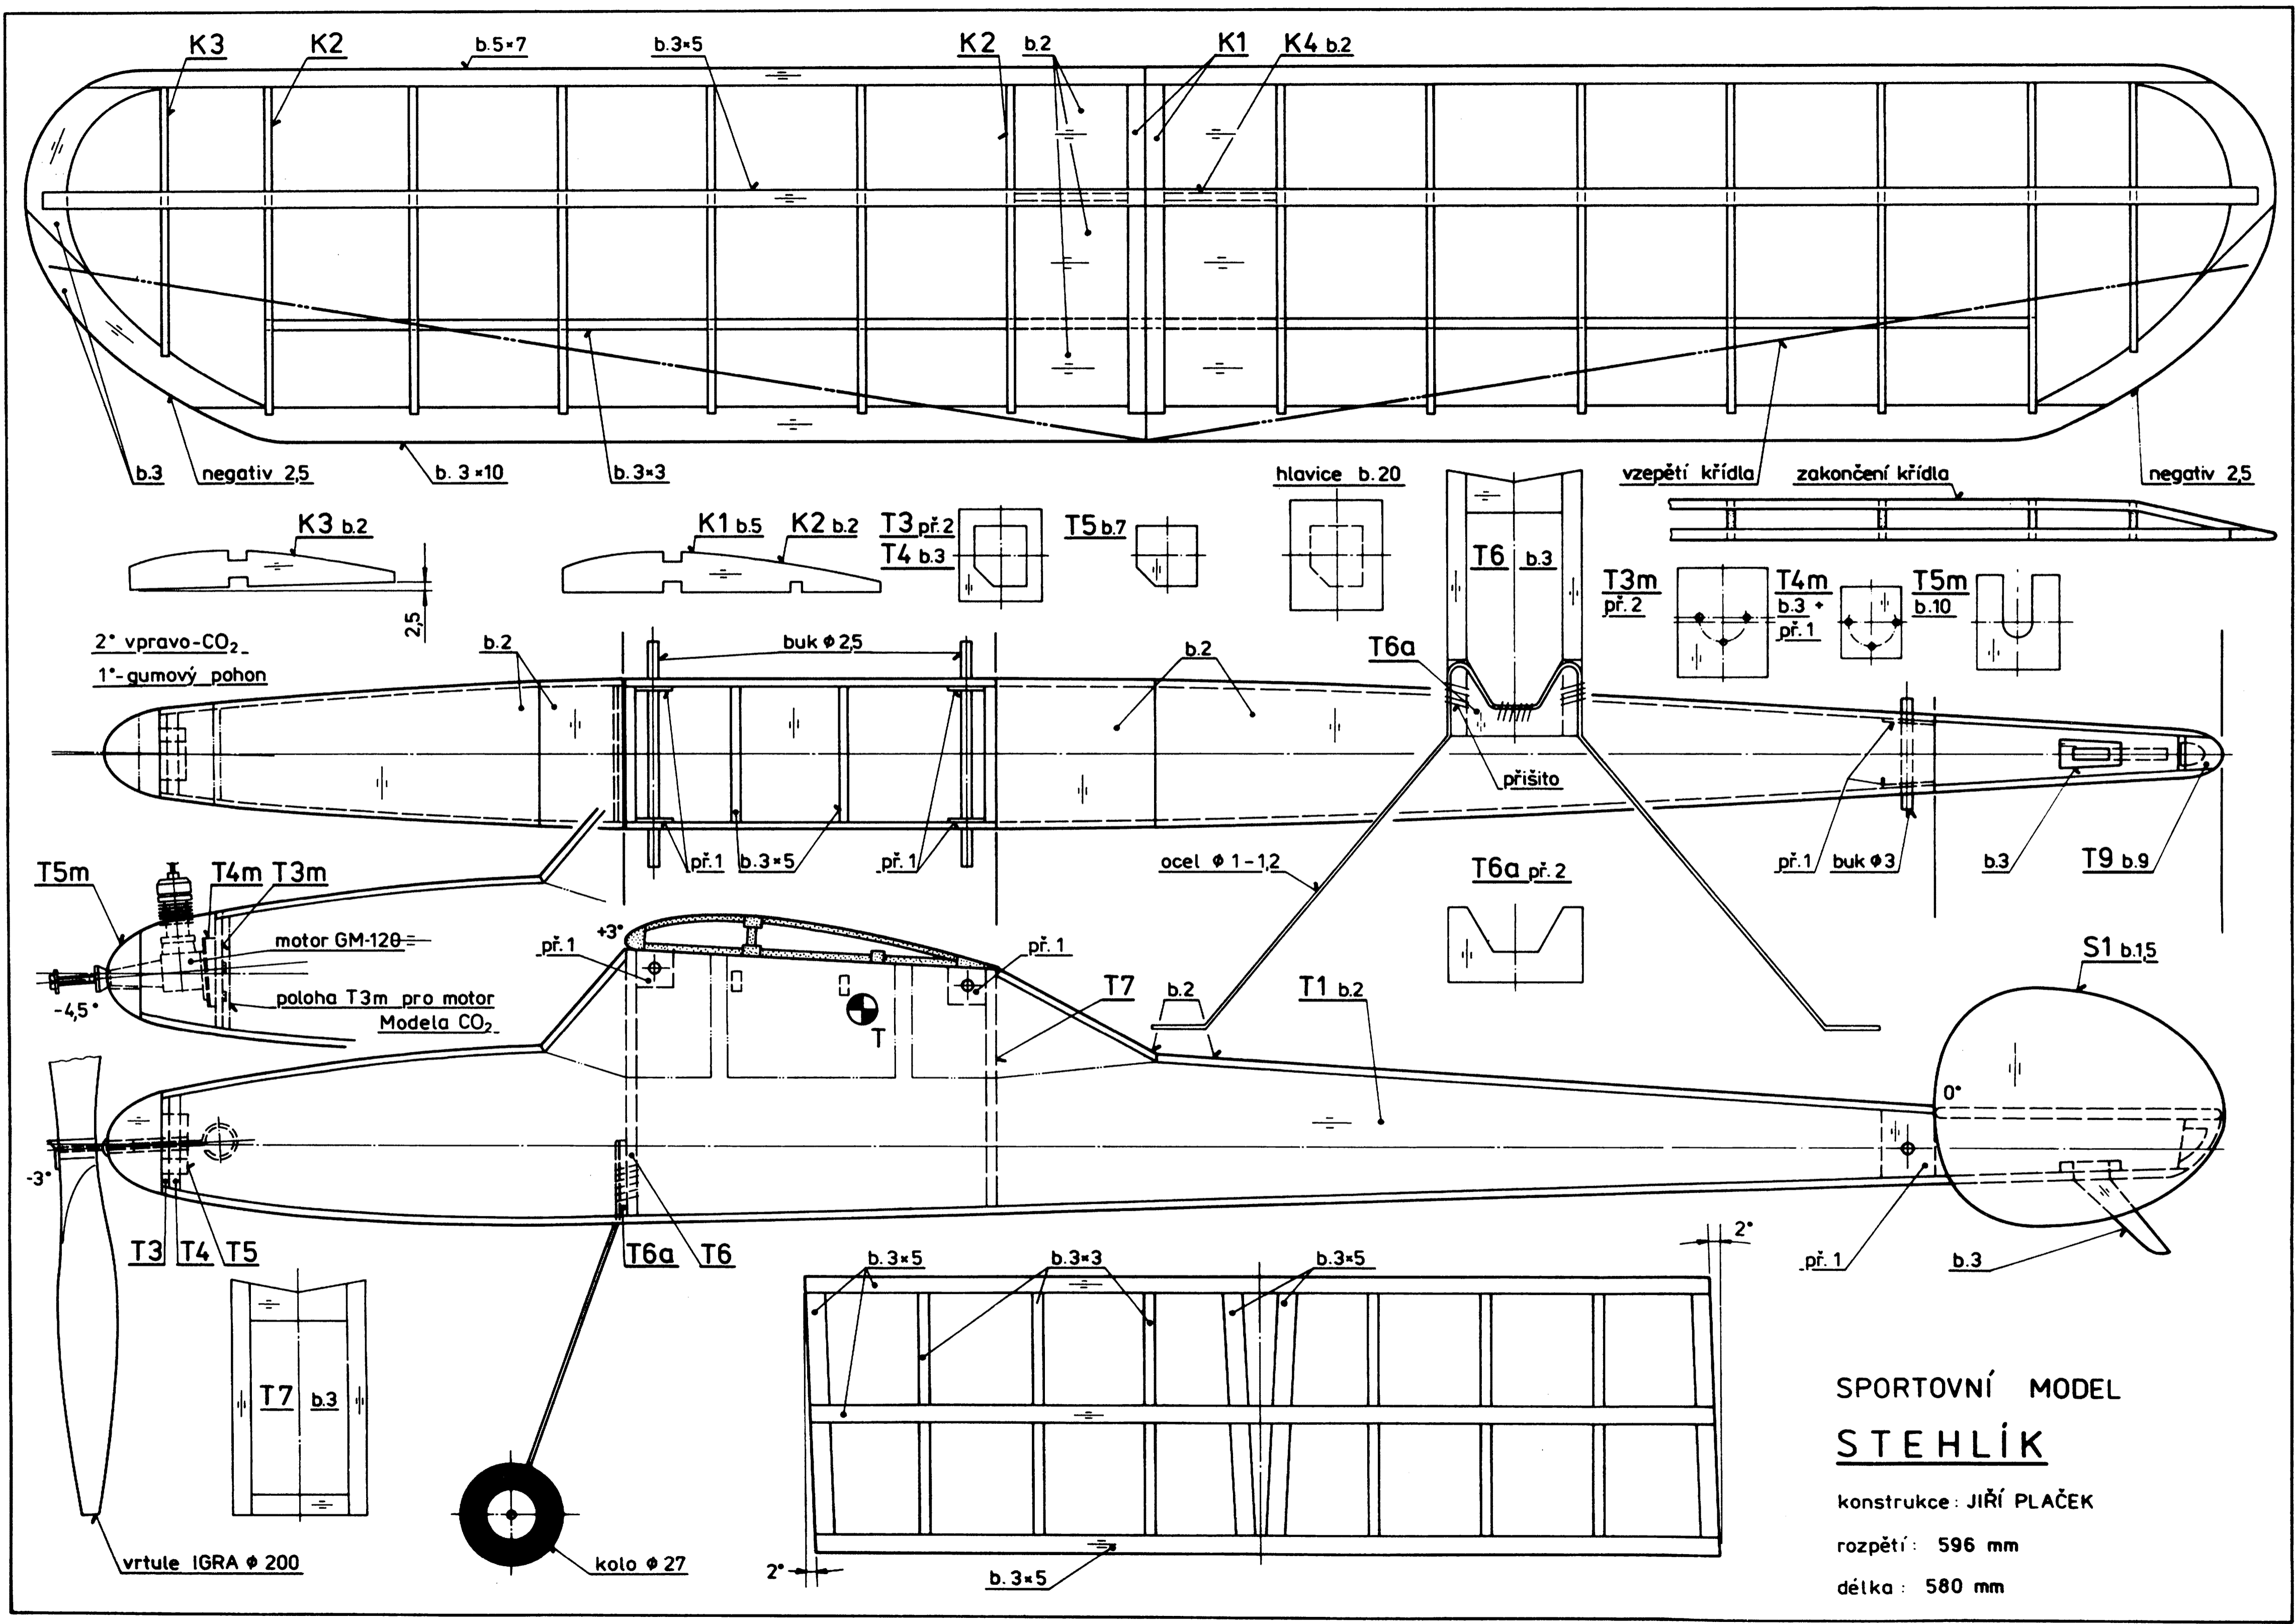 K3
K2
b.5×7
b.3×5
K2
b.2
K1
K4 b.2
b.3
negativ 2,5
b. 3×10
b.3×3
hlavice b.20
vzepětí křídla
zakončení křídla
negativ 2,5
K3 b.2
2,5
K1 b.5
K2 b.2
T3 př.2
T4 b.3
T5 b.7
T6 b.3
T3m
př. 2
T4m
b.3 +
př. 1
T5m
b.10
2° vpravo-CO₂
1°-gumový pohon
b.2
buk ϕ 2,5
T6a
b.2
přišito
př.1
b.3×5
př. 1
ocel ϕ 1-1,2
T6a př. 2
př.1
buk ϕ3
b.3
T9 b.9
T5m
T4m
T3m
motor GM-120
-4,5°
poloha T3m pro motor
Modela CO₂
+3°
př. 1
př. 1
T
T7
b.2
T1 b.2
S1 b.1,5
0°
-3°
T3
T4
T5
T6a
T6
př. 1
b.3
b. 3×5
b.3×3
b.3×5
2°
T7 b.3
vrtule IGRA ϕ 200
kolo ϕ 27
2°
b. 3×5
SPORTOVNÍ MODEL
STEHLÍK
konstrukce: JIŘÍ PLAČEK
rozpětí: 596 mm
délka: 580 mm